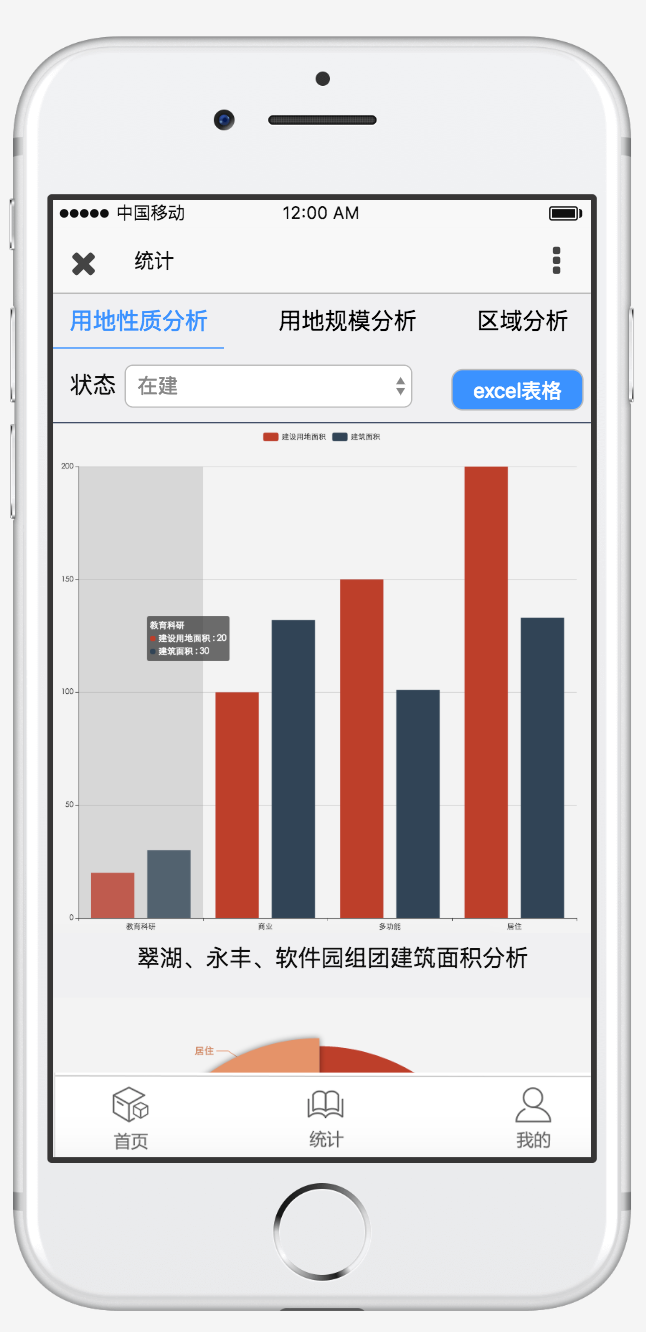 中国移动 12:00 AM
统计
用地性质分析 用地规模分析 区域分析
状态 在建 excel表格
建设用地面积 建筑面积
200
150
教育科研
建设用地面积 : 20
建筑面积 : 30
100
50
0
教育科研 商业 多功能 居住
翠湖、永丰、软件园组团建筑面积分析
居住
首页 统计 我的